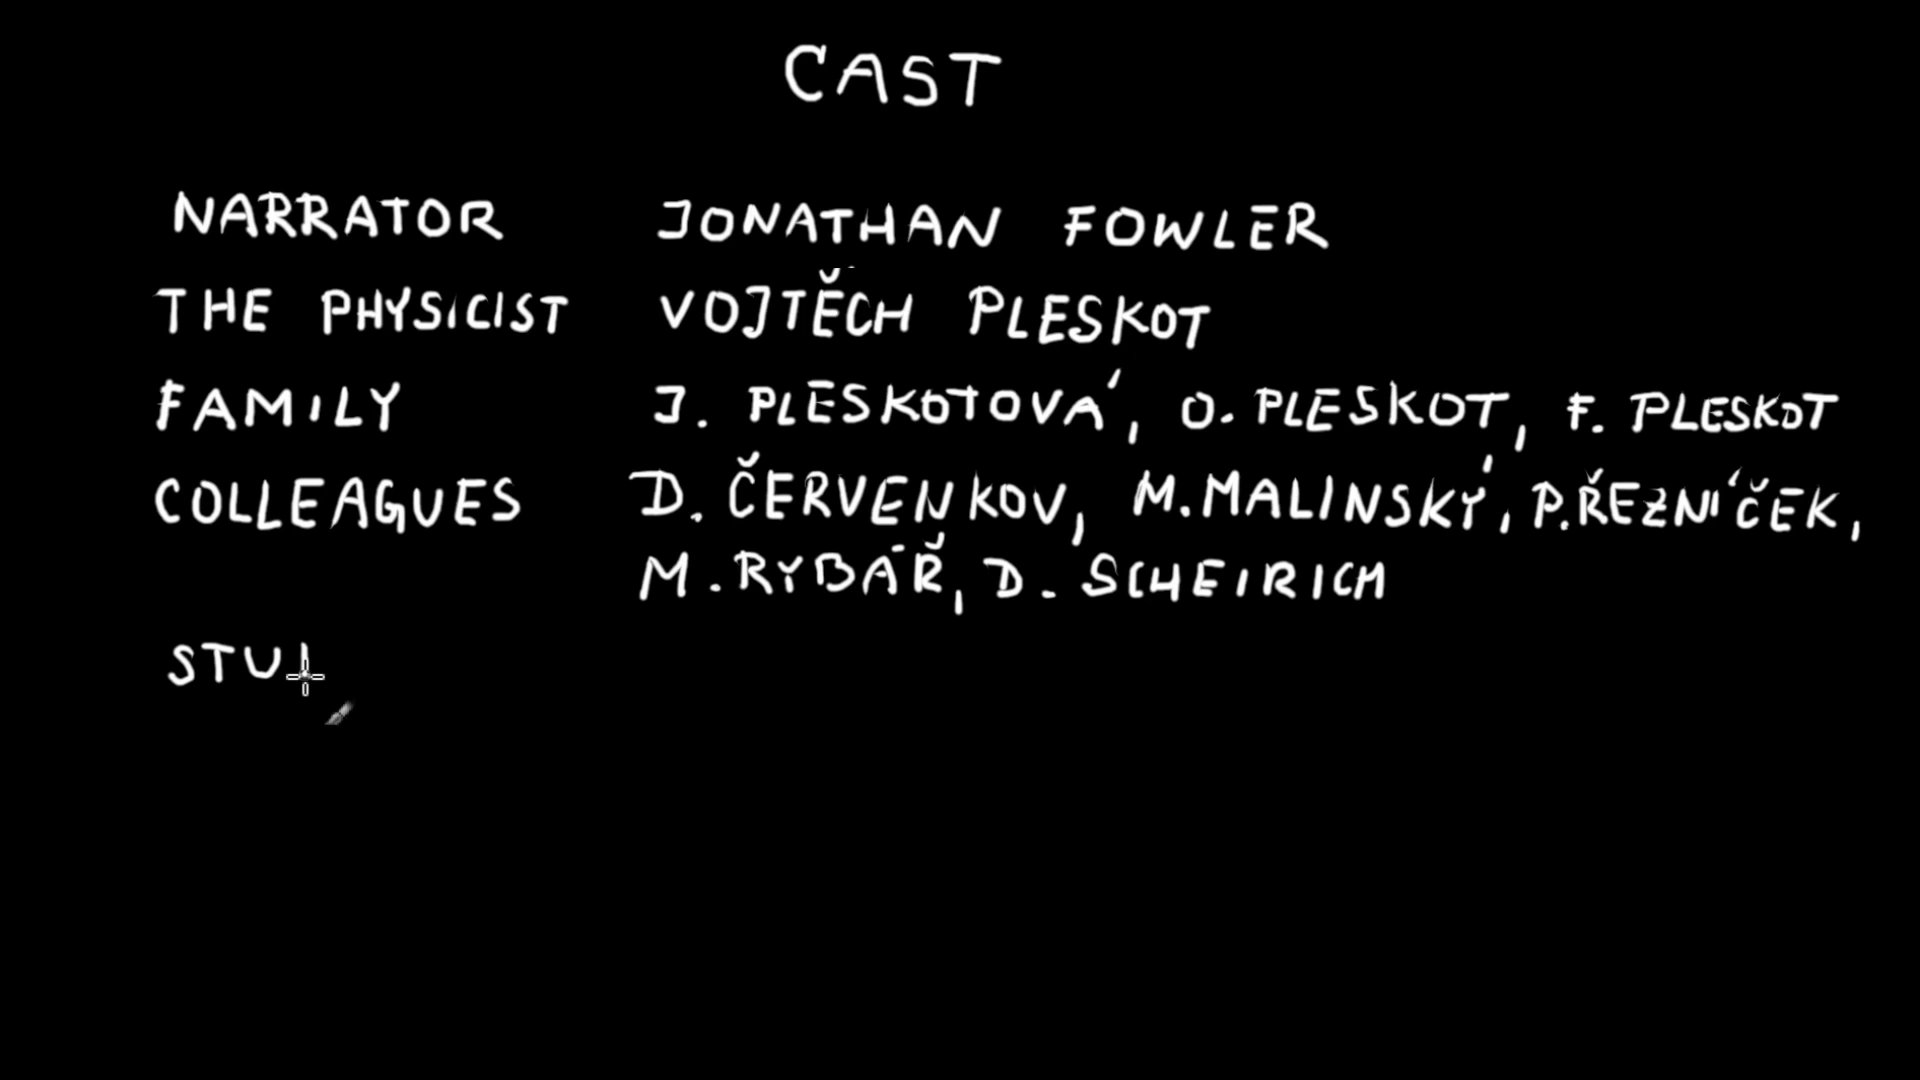 CAST
NARRATOR JONATHAN FOWLER
THE PHYSICIST VOJTĚCH PLESKOT
FAMILY J. PLESKOTOVÁ, O. PLESKOT, F. PLESKOT
COLLEAGUES D. ČERVENKOV, M. MALINSKÝ, P. ŘEZNÍČEK,
M. RYBÁŘ, D. SCHEIRICH
STU